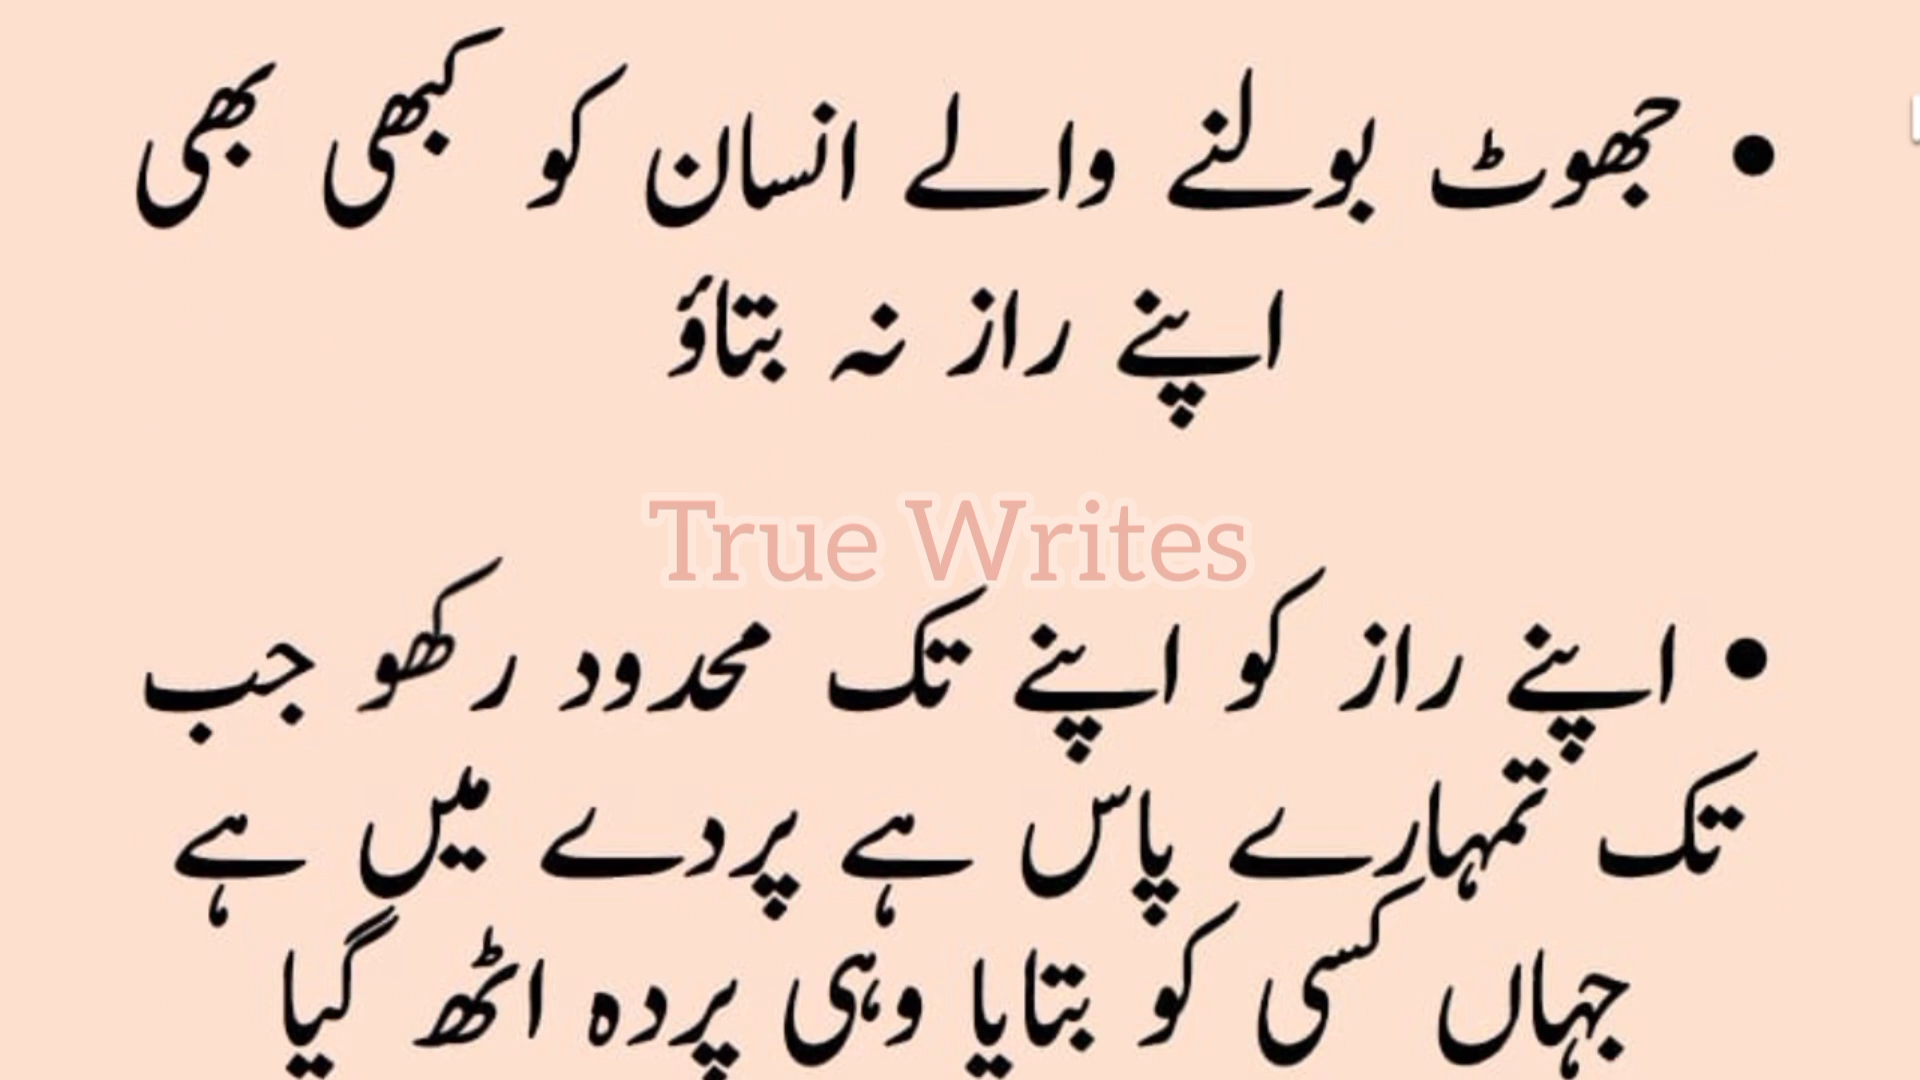 • جھوٹ بولنے والے انسان کو کبھی بھی
اپنے راز نہ بتاؤ
True Writes
• اپنے راز کو اپنے تک محدود رکھو جب
تک تمہارے پاس ہے پردے میں ہے
جہاں کسی کو بتایا وہی پردہ اٹھ گیا